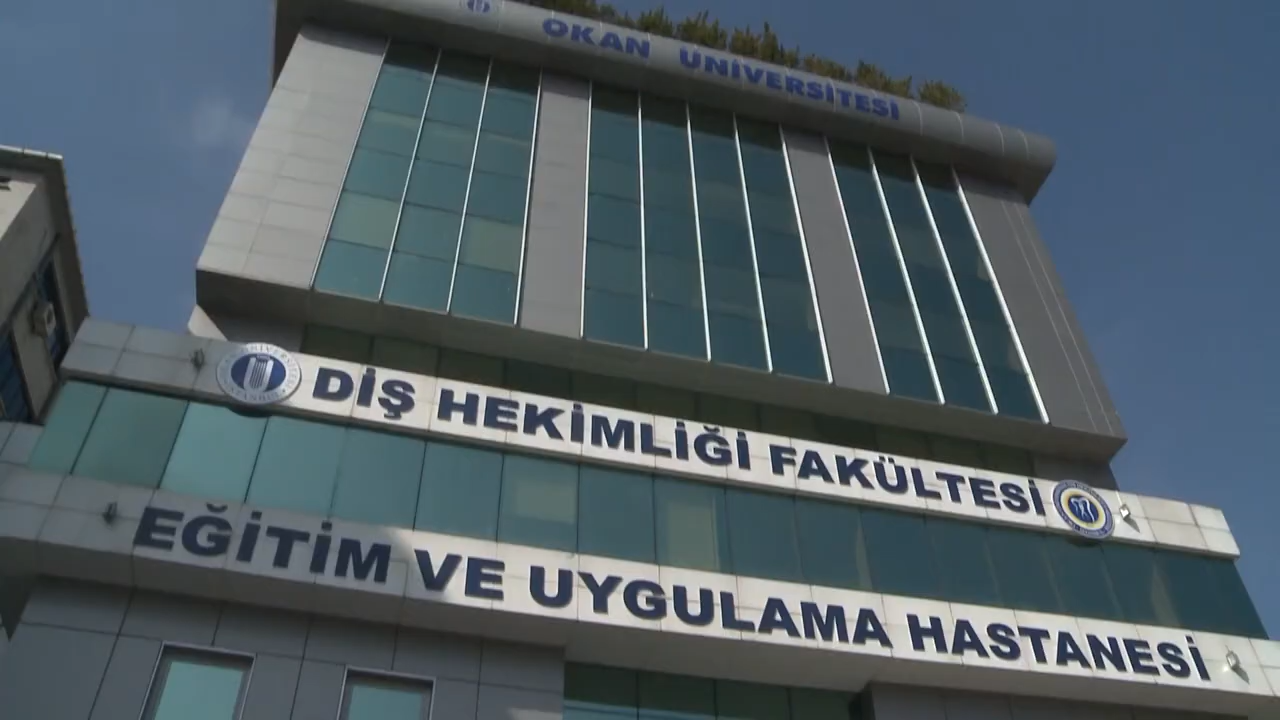 OKAN ÜNİVERSİTESİ
DİŞ HEKİMLİĞİ FAKÜLTESİ
EĞİTİM VE UYGULAMA HASTANESİ